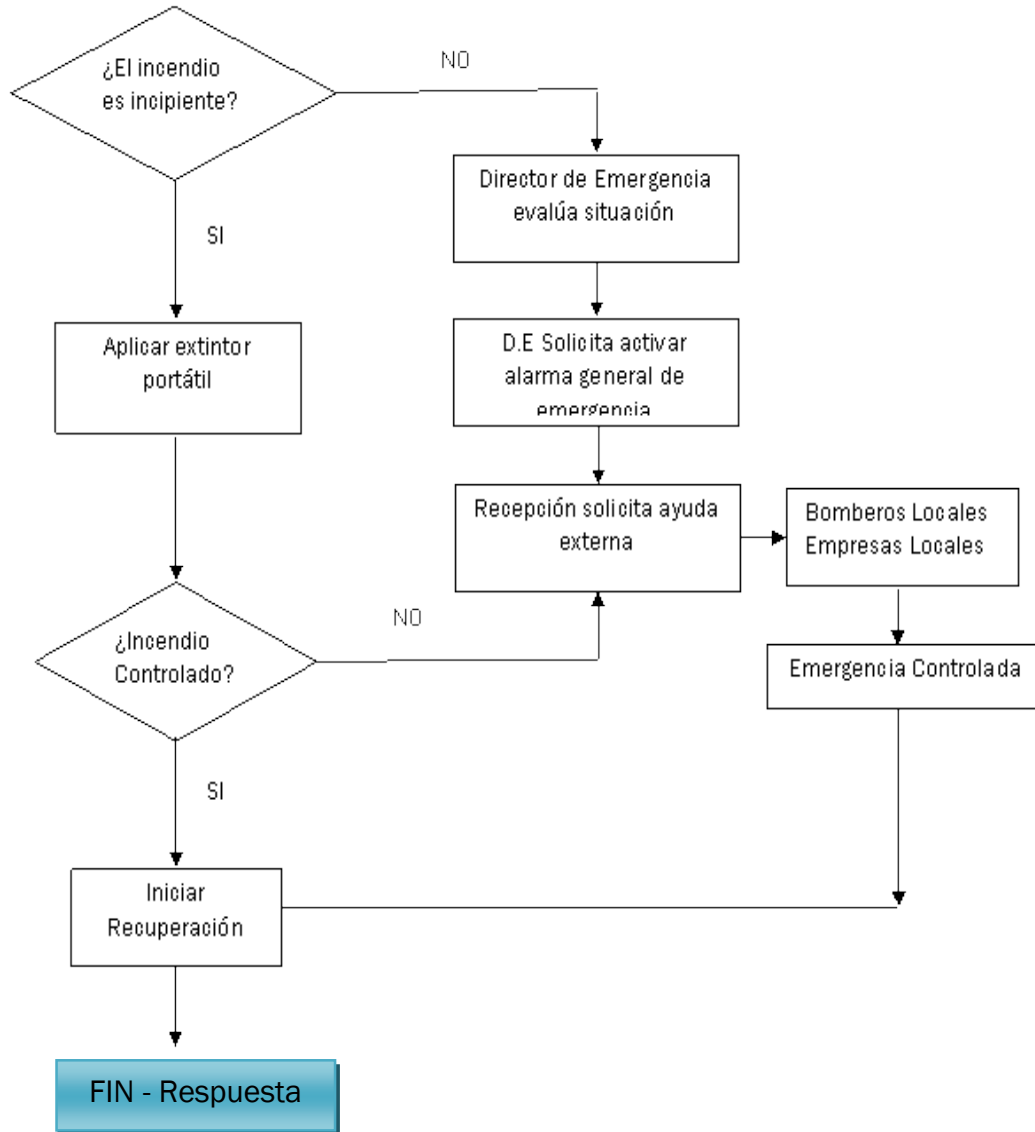 ¿El incendio
es incipiente?
NO
Director de Emergencia
evalúa situación
SI
Aplicar extintor
portátil
D.E Solicita activar
alarma general de
emergencia
Recepción solicita ayuda
externa
Bomberos Locales
Empresas Locales
¿Incendio
Controlado?
NO
Emergencia Controlada
SI
Iniciar
Recuperación
FIN - Respuesta